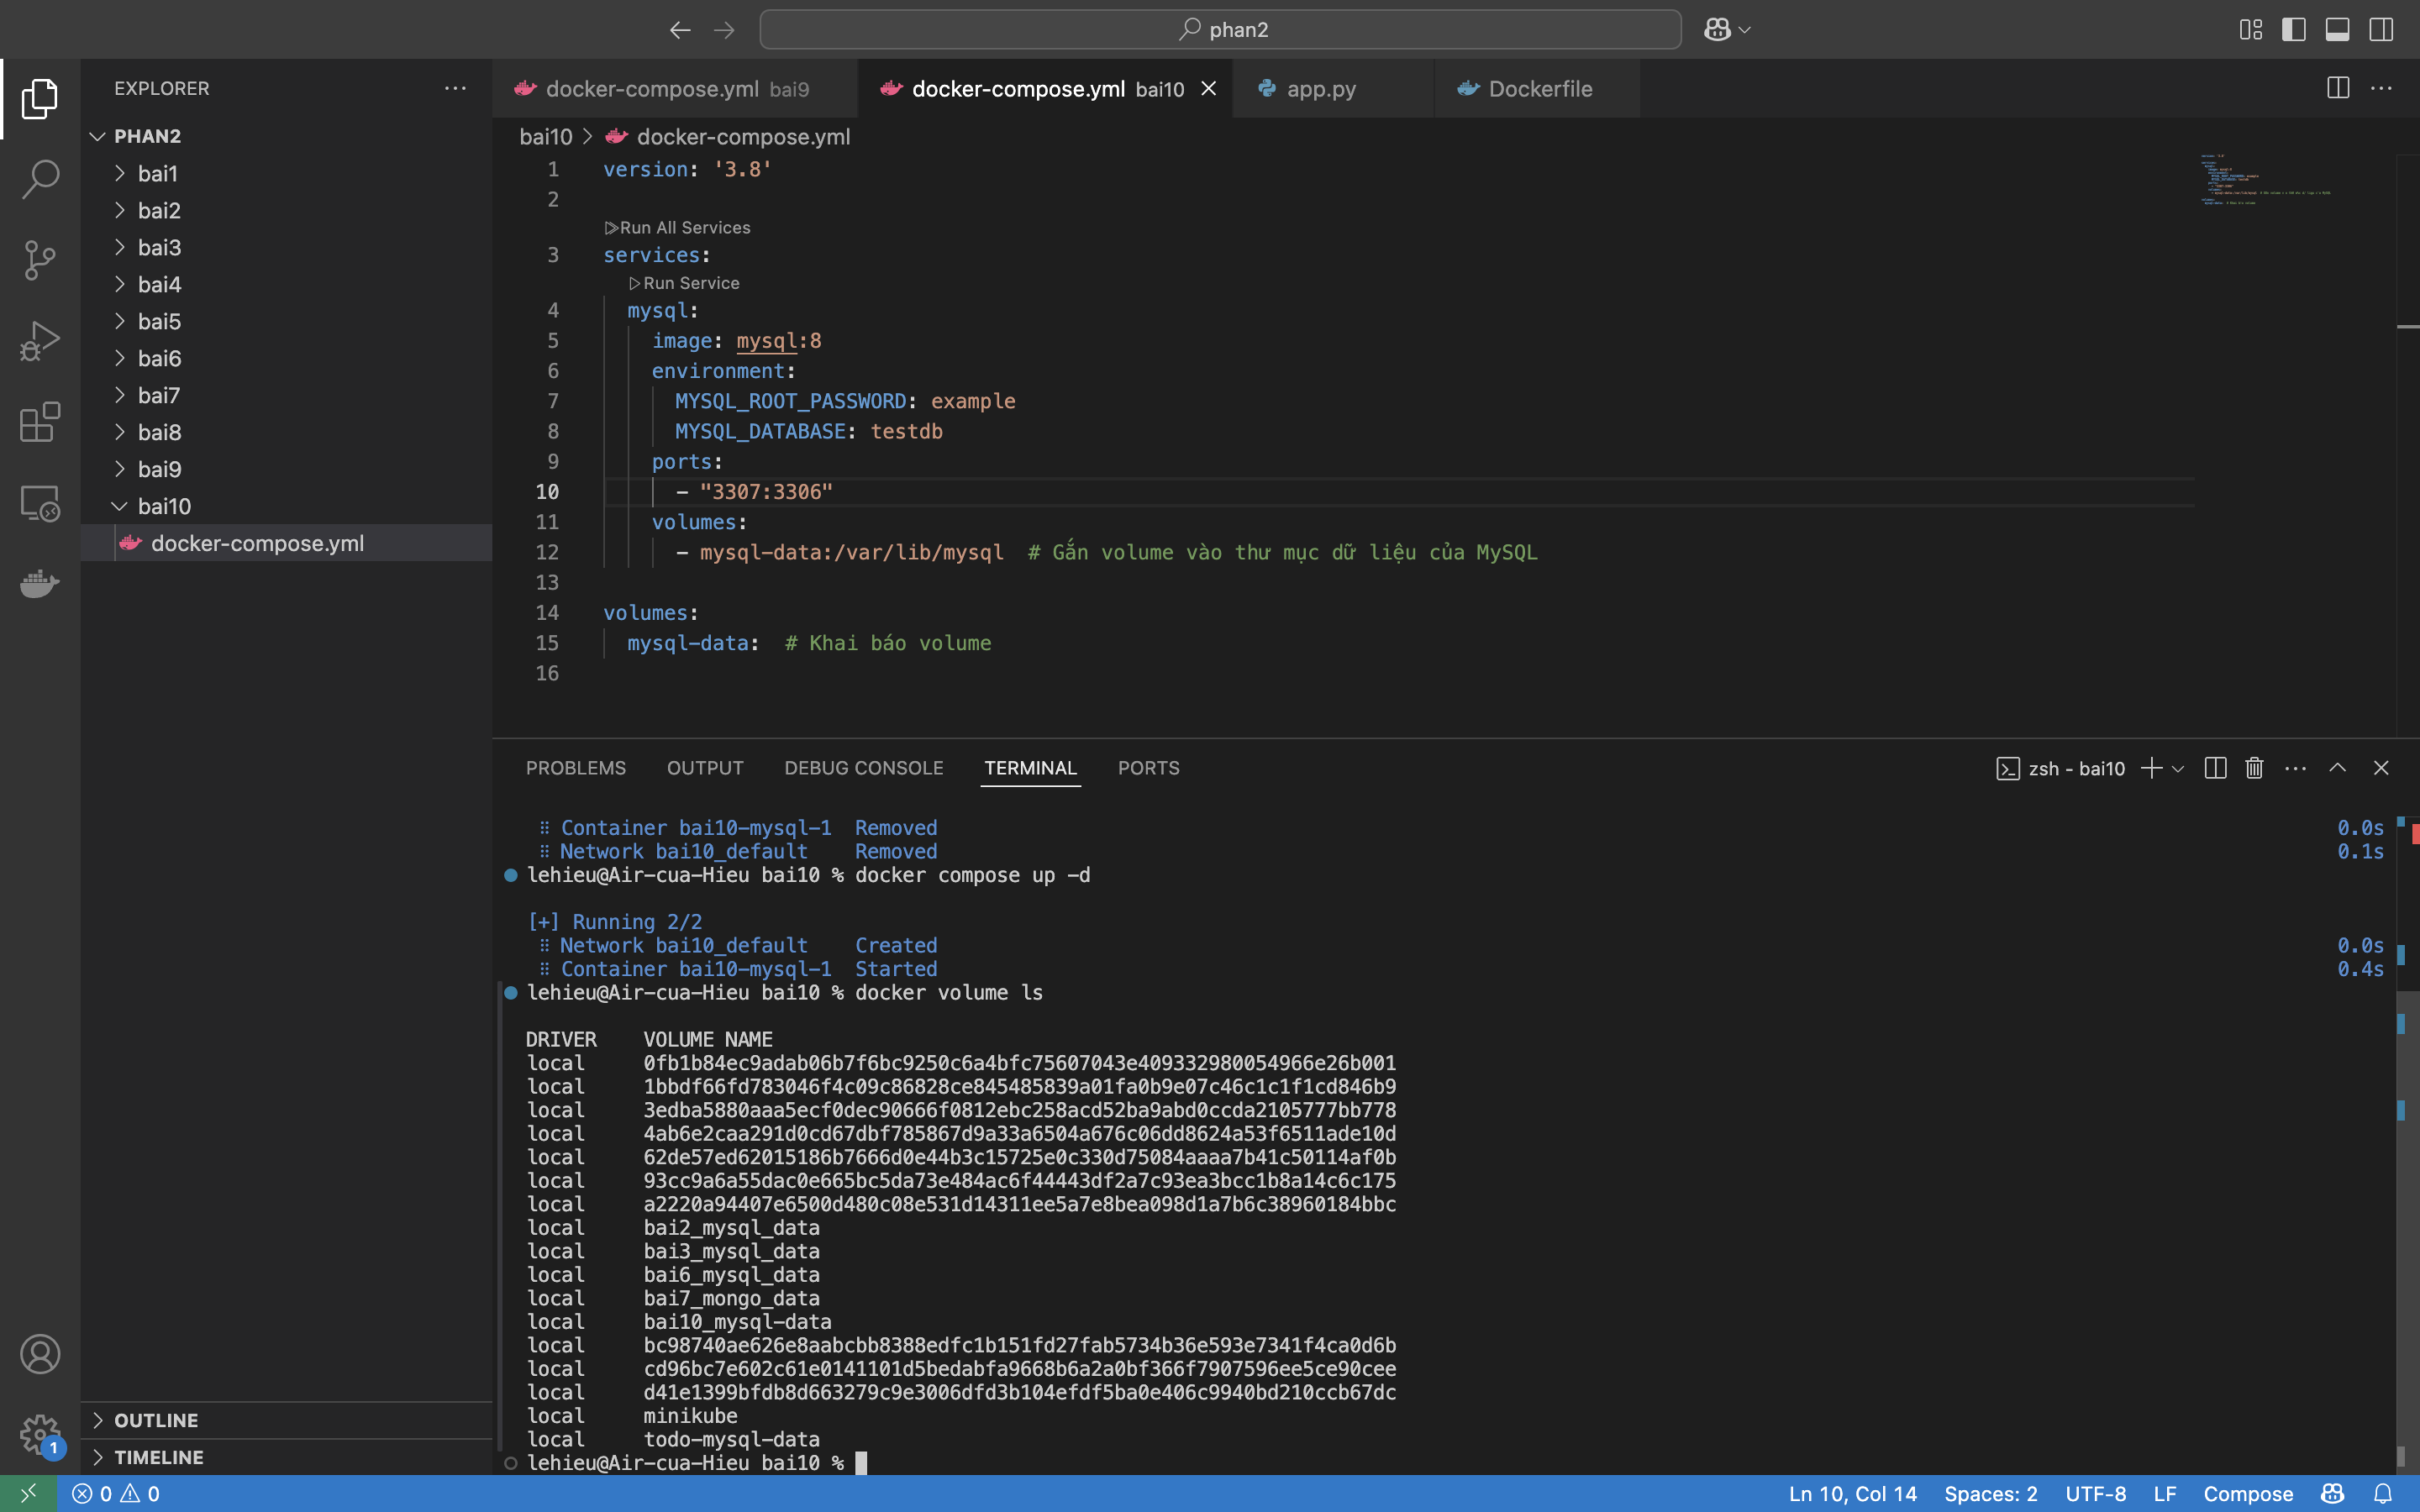 phan2
EXPLORER
PHAN2
bai1
bai2
bai3
bai4
bai5
bai6
bai7
bai8
bai9
bai10
docker-compose.yml
OUTLINE
TIMELINE
1
docker-compose.yml bai9
docker-compose.yml bai10
app.py
Dockerfile
bai10 > docker-compose.yml
1 version: '3.8'
2
Run All Services
3 services:
Run Service
4 mysql:
5 image: mysql:8
6 environment:
7 MYSQL_ROOT_PASSWORD: example
8 MYSQL_DATABASE: testdb
9 ports:
10 - "3307:3306"
11 volumes:
12 - mysql-data:/var/lib/mysql # Gắn volume vào thư mục dữ liệu của MySQL
13
14 volumes:
15 mysql-data: # Khai báo volume
16
PROBLEMS OUTPUT DEBUG CONSOLE TERMINAL PORTS
zsh - bai10
Container bai10-mysql-1 Removed 0.0s
Network bai10_default Removed 0.1s
lehieu@Air-cua-Hieu bai10 % docker compose up -d
[+] Running 2/2
Network bai10_default Created 0.0s
Container bai10-mysql-1 Started 0.4s
lehieu@Air-cua-Hieu bai10 % docker volume ls
DRIVER VOLUME NAME
local 0fb1b84ec9adab06b7f6bc9250c6a4bfc75607043e409332980054966e26b001
local 1bbdf66fd783046f4c09c86828ce845485839a01fa0b9e07c46c1c1f1cd846b9
local 3edba5880aaa5ecf0dec90666f0812ebc258acd52ba9abd0ccda2105777bb778
local 4ab6e2caa291d0cd67dbf785867d9a33a6504a676c06dd8624a53f6511ade10d
local 62de57ed62015186b7666d0e44b3c15725e0c330d75084aaaa7b41c50114af0b
local 93cc9a6a55dac0e665bc5da73e484ac6f44443df2a7c93ea3bcc1b8a14c6c175
local a2220a94407e6500d480c08e531d14311ee5a7e8bea098d1a7b6c38960184bbc
local bai2_mysql_data
local bai3_mysql_data
local bai6_mysql_data
local bai7_mongo_data
local bai10_mysql-data
local bc98740ae626e8aabcbb8388edfc1b151fd27fab5734b36e593e7341f4ca0d6b
local cd96bc7e602c61e0141101d5bedabfa9668b6a2a0bf366f7907596ee5ce90cee
local d41e1399bfdb8d663279c9e3006dfd3b104efdf5ba0e406c9940bd210ccb67dc
local minikube
local todo-mysql-data
lehieu@Air-cua-Hieu bai10 %
0 0
Ln 10, Col 14 Spaces: 2 UTF-8 LF Compose